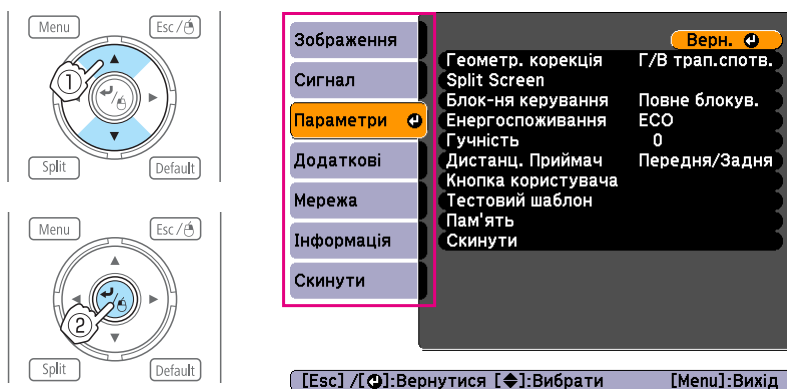 Menu
Esc /
1
Split
Default
Menu
Esc /
2
Split
Default
Зображення
Сигнал
Параметри
Додаткові
Мережа
Інформація
Скинути
Верн.
Геометр. корекція Г/В трап.спотв.
Split Screen
Блок-ня керування Повне блокув.
Енергоспоживання ECO
Гучність 0
Дистанц. Приймач Передня/Задня
Кнопка користувача
Тестовий шаблон
Пам'ять
Скинути
[Esc] /[ ]:Вернутися [ ]:Вибрати [Menu]:Вихід